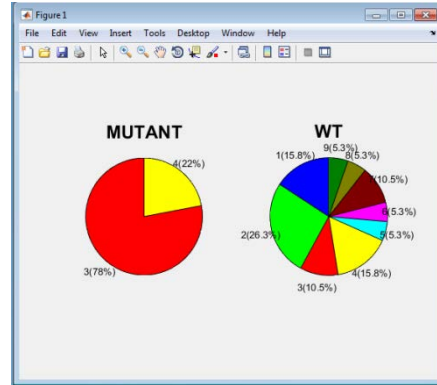 Figure 1
File Edit View Insert Tools Desktop Window Help
MUTANT
4(22%)
3(78%)
WT
9(5.3%)
8(5.3%)
1(15.8%)
7(10.5%)
6(5.3%)
2(26.3%)
5(5.3%)
4(15.8%)
3(10.5%)